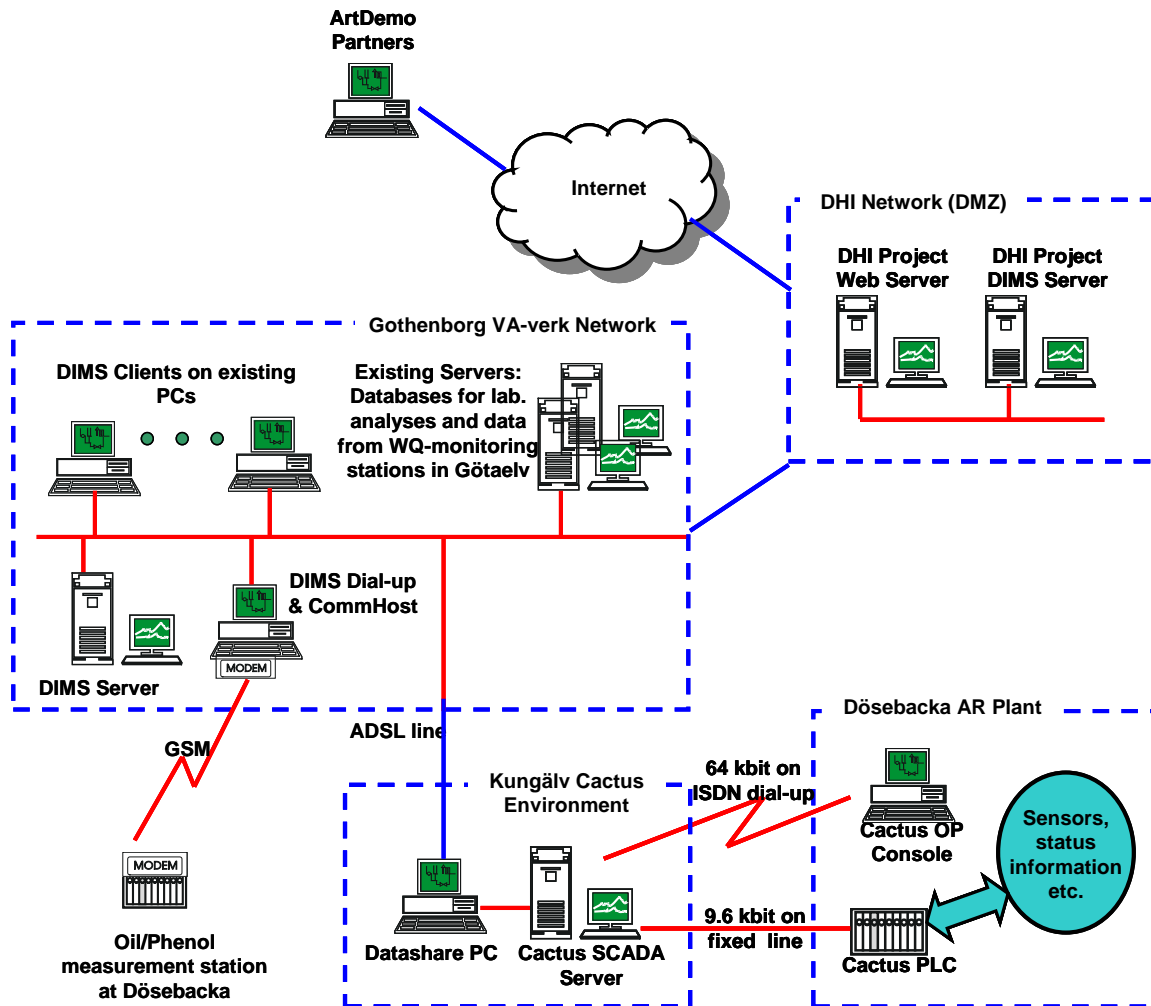 ArtDemo
Partners
Internet
DHI Network (DMZ)
DHI Project
Web Server
DHI Project
DIMS Server
Gothenborg VA-verk Network
DIMS Clients on existing
PCs
Existing Servers:
Databases for lab.
analyses and data
from WQ-monitoring
stations in Götaelv
DIMS Dial-up
& CommHost
MODEM
DIMS Server
ADSL line
GSM
MODEM
Oil/Phenol
measurement station
at Dösebacka
Kungälv Cactus
Environment
Datashare PC
Cactus SCADA
Server
64 kbit on
ISDN dial-up
9.6 kbit on
fixed line
Dösebacka AR Plant
Cactus OP
Console
Sensors,
status
information
etc.
Cactus PLC